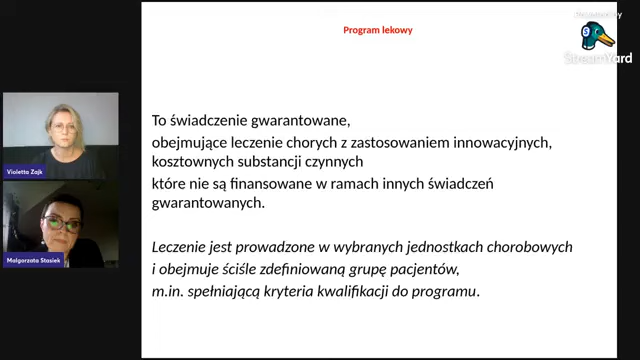 Program lekowy
StreamYard
To świadczenie gwarantowane,
obejmujące leczenie chorych z zastosowaniem innowacyjnych,
kosztownych substancji czynnych
które nie są finansowane w ramach innych świadczeń
gwarantowanych.
Leczenie jest prowadzone w wybranych jednostkach chorobowych
i obejmuje ściśle zdefiniowaną grupę pacjentów,
m.in. spełniającą kryteria kwalifikacji do programu.
Violetta Zajk
Małgorzata Stasiek